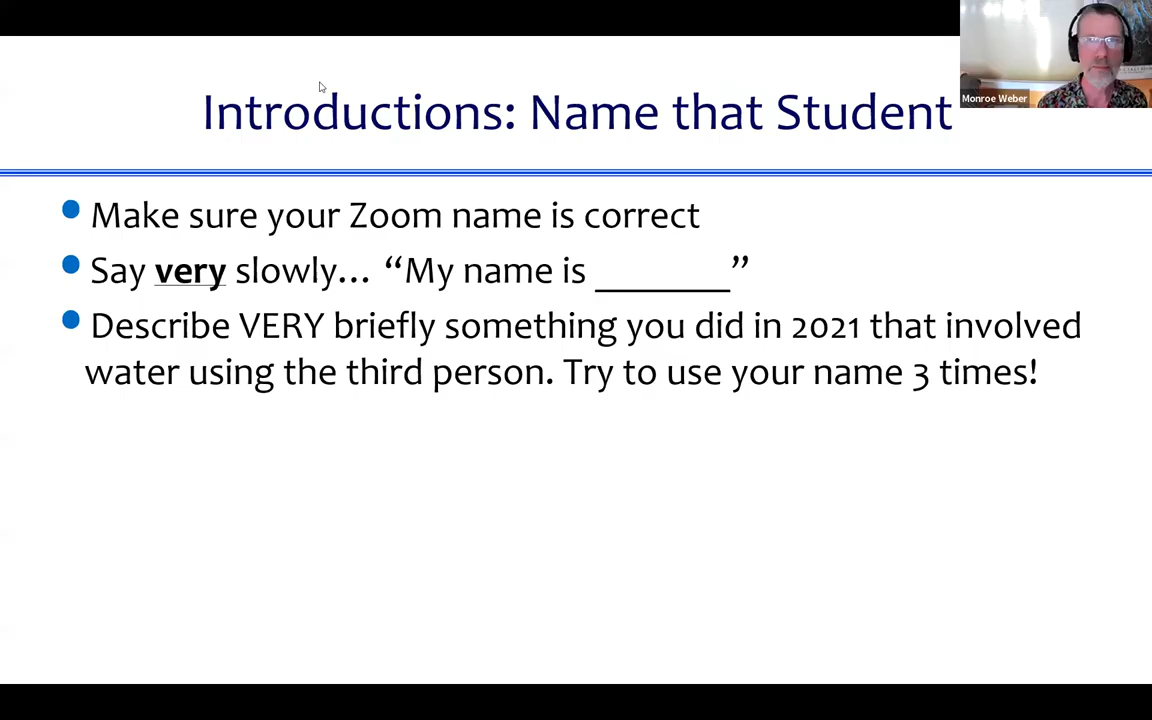 Monroe Weber
Introductions: Name that Student
Make sure your Zoom name is correct
Say very slowly… “My name is _______”
Describe VERY briefly something you did in 2021 that involved
water using the third person. Try to use your name 3 times!